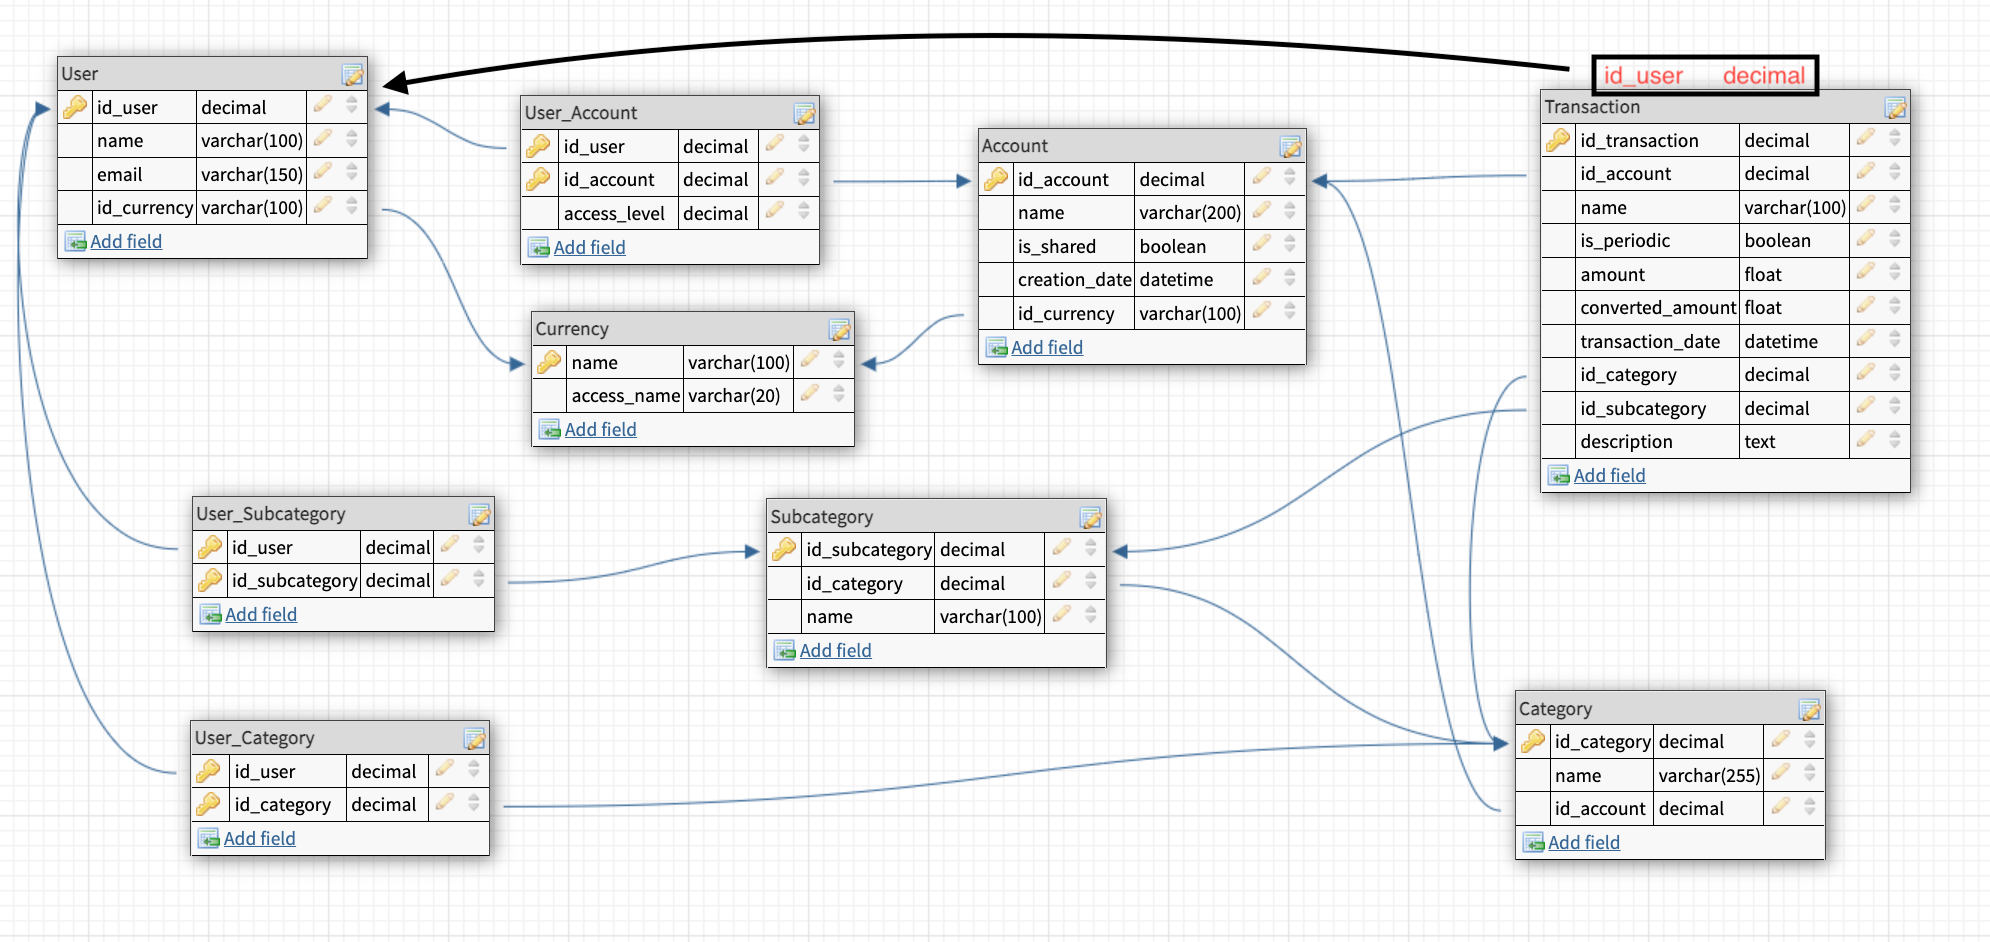 User
id_user decimal
name varchar(100)
email varchar(150)
id_currency varchar(100)
Add field
User_Account
id_user decimal
id_account decimal
access_level decimal
Add field
Account
id_account decimal
name varchar(200)
is_shared boolean
creation_date datetime
id_currency varchar(100)
Add field
id_user decimal
Transaction
id_transaction decimal
id_account decimal
name varchar(100)
is_periodic boolean
amount float
converted_amount float
transaction_date datetime
id_category decimal
id_subcategory decimal
description text
Add field
Currency
name varchar(100)
access_name varchar(20)
Add field
User_Subcategory
id_user decimal
id_subcategory decimal
Add field
Subcategory
id_subcategory decimal
id_category decimal
name varchar(100)
Add field
User_Category
id_user decimal
id_category decimal
Add field
Category
id_category decimal
name varchar(255)
id_account decimal
Add field